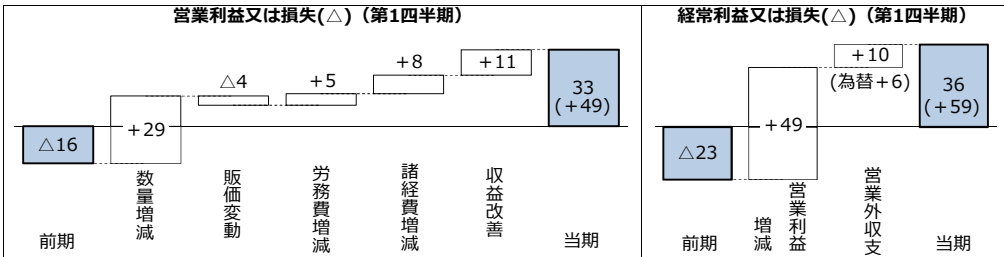 営業利益又は損失(△)（第1四半期）
△16
+29
△4
+5
+8
+11
33
(+49)
前期
数量増減
販価変動
労務費増減
諸経費増減
収益改善
当期
経常利益又は損失(△)（第1四半期）
△23
+49
+10
(為替+6)
36
(+59)
前期
営業利益
増減
営業外収支
当期